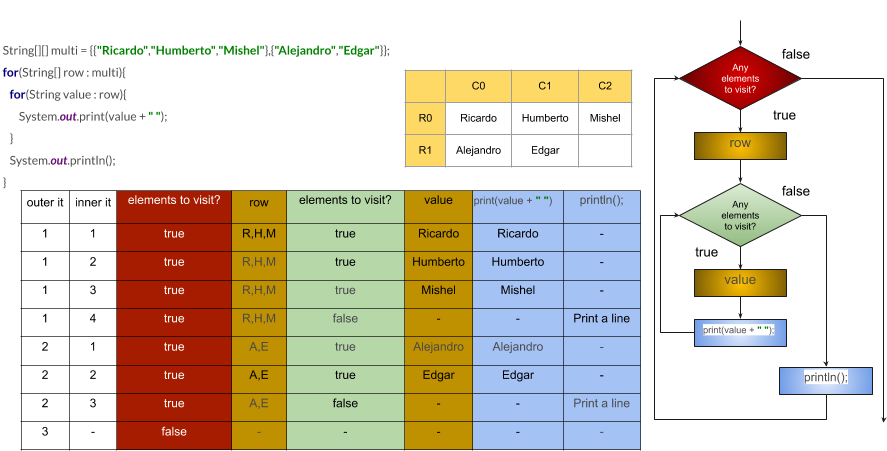 String[][] multi = {{"Ricardo","Humberto","Mishel"},{"Alejandro","Edgar"}};
for(String[] row : multi){
for(String value : row){
System.out.print(value + " ");
}
System.out.println();
}
C0 C1 C2
R0 Ricardo Humberto Mishel
R1 Alejandro Edgar
outer it inner it elements to visit? row elements to visit? value print(value + " ") println();
1 1 true R,H,M true Ricardo Ricardo -
1 2 true R,H,M true Humberto Humberto -
1 3 true R,H,M true Mishel Mishel -
1 4 true R,H,M false - - Print a line
2 1 true A,E true Alejandro Alejandro -
2 2 true A,E true Edgar Edgar -
2 3 true A,E false - - Print a line
3 - false - - - - -
false
Any
elements
to visit?
true
row
false
Any
elements
to visit?
true
value
print(value + " ");
println();